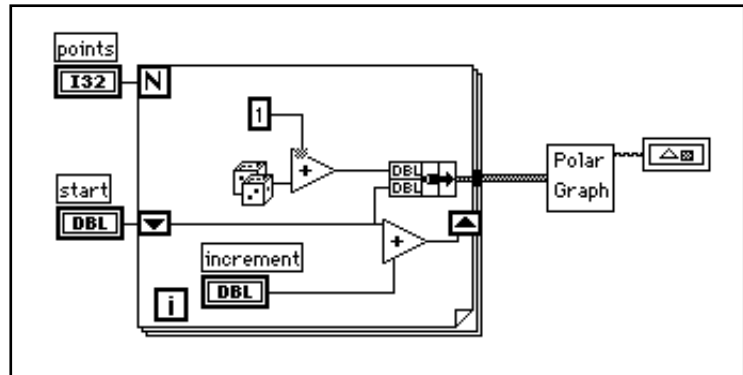 points
I32
N
1
DBL
DBL
Polar
Graph
start
DBL
+
+
increment
DBL
i